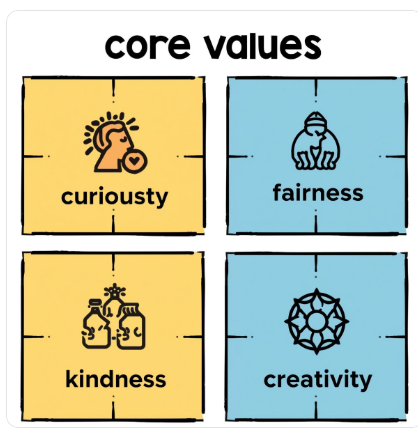 core values
curiousty
fairness
kindness
creativity